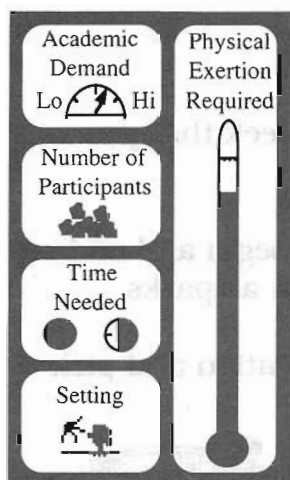 Academic
Demand
Lo Hi
Number of
Participants
Time
Needed
Setting
Physical
Exertion
Required